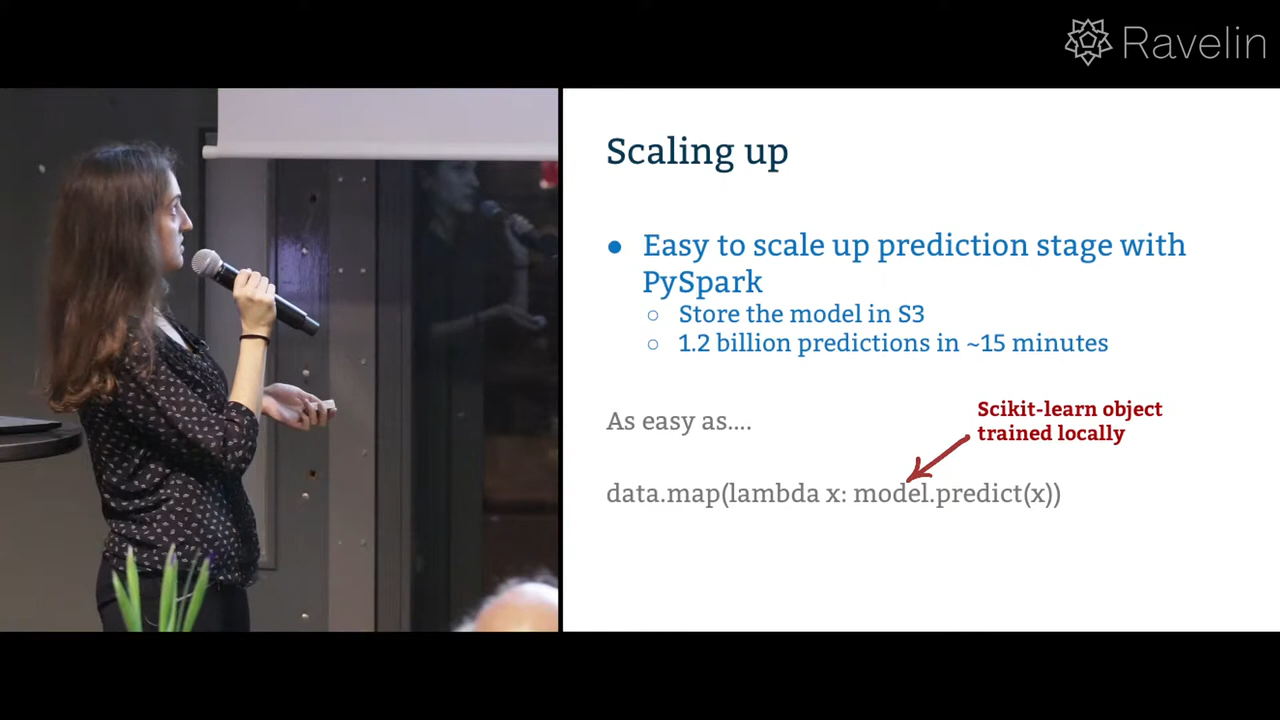 Ravelin
Scaling up
● Easy to scale up prediction stage with
PySpark
○ Store the model in S3
○ 1.2 billion predictions in ~15 minutes
As easy as....
Scikit-learn object
trained locally
data.map(lambda x: model.predict(x))